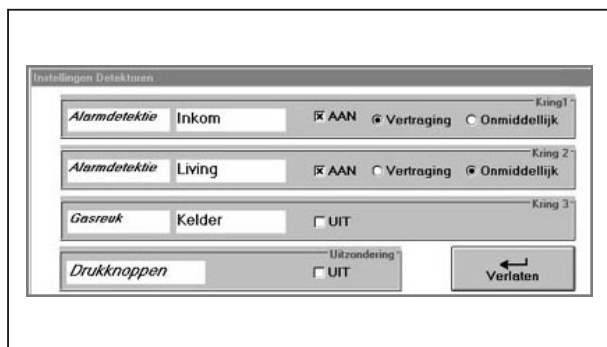 Instellingen Detektoren
Kring1
Alarmdetektie Inkom AAN Vertraging Onmiddellijk
Kring 2
Alarmdetektie Living AAN Vertraging Onmiddellijk
Kring 3
Gasreuk Kelder UIT
Uitzondering
Drukknoppen UIT
Verlaten